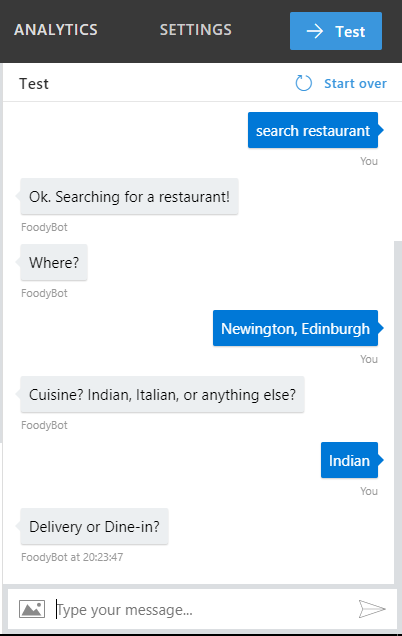 ANALYTICS SETTINGS Test
Test Start over
search restaurant
You
Ok. Searching for a restaurant!
FoodyBot
Where?
FoodyBot
Newington, Edinburgh
You
Cuisine? Indian, Italian, or anything else?
FoodyBot
Indian
You
Delivery or Dine-in?
FoodyBot at 20:23:47
Type your message...